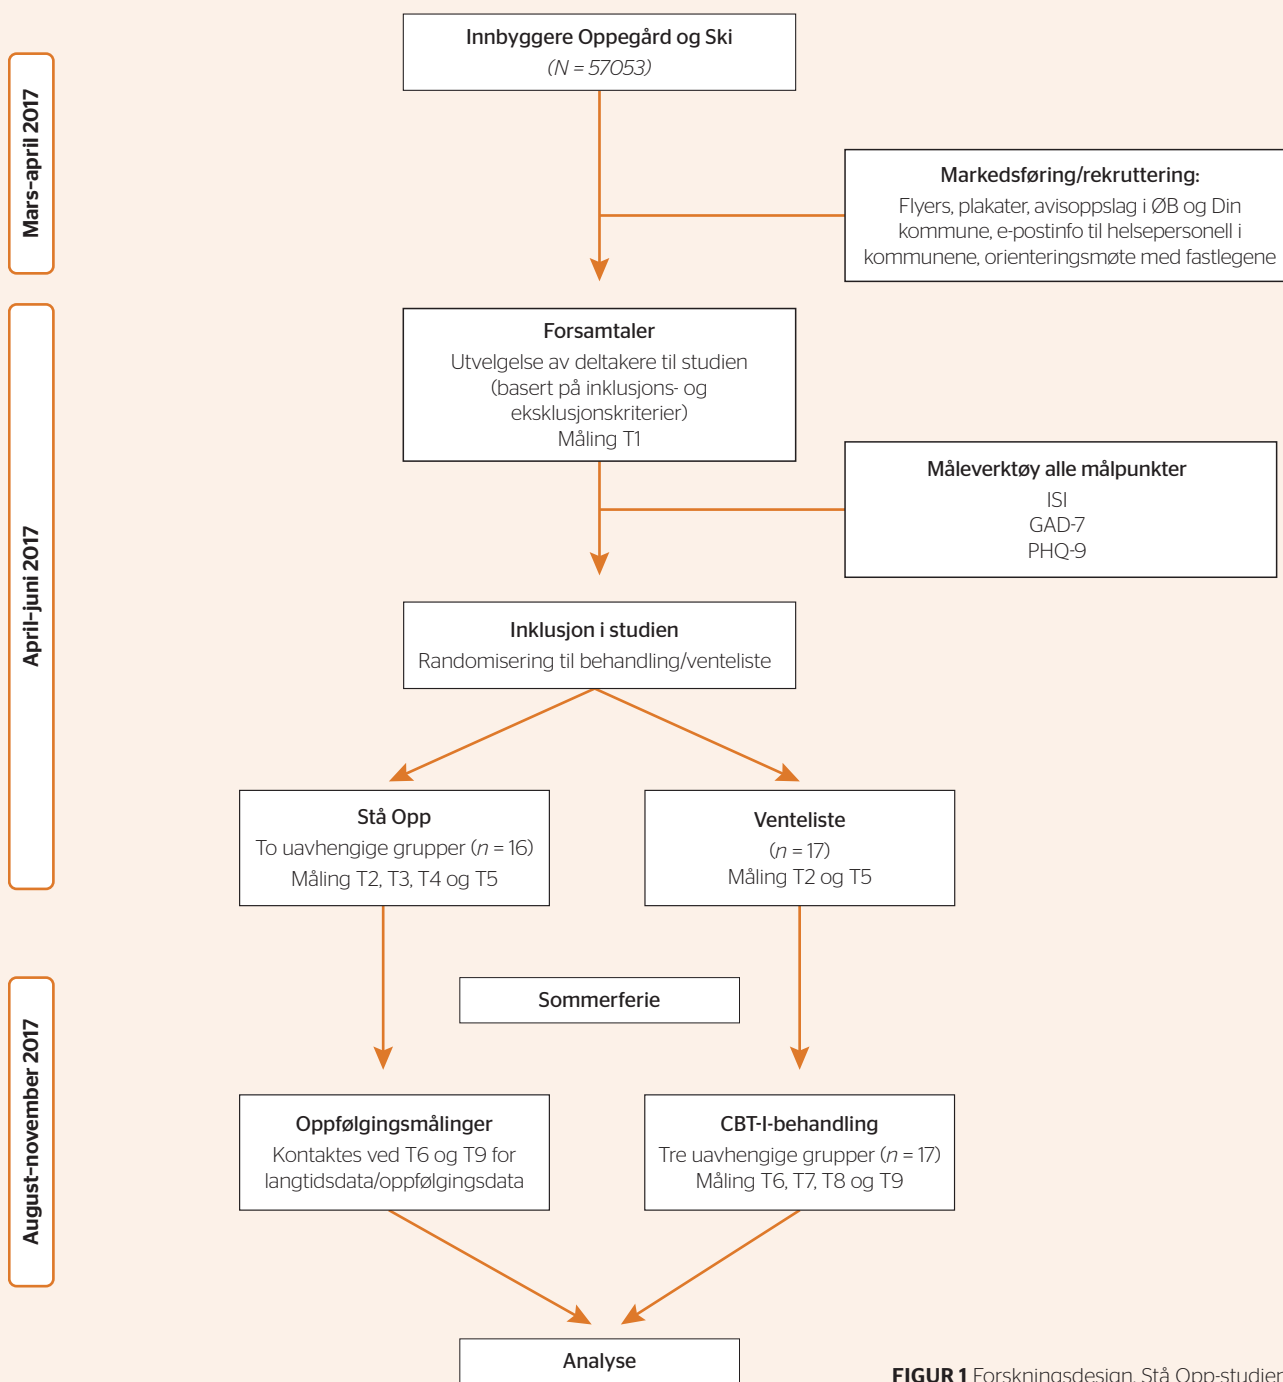 Innbyggere Oppegård og Ski
(N = 57053)
Mars–april 2017
Markedsføring/rekruttering:
Flyers, plakater, avisoppslag i ØB og Din
kommune, e-postinfo til helsepersonell i
kommunene, orienteringsmøte med fastlegene
Forsamtaler
Utvelgelse av deltakere til studien
(basert på inklusjons- og
eksklusjonskriterier)
Måling T1
Måleverktøy alle målpunkter
ISI
GAD-7
PHQ-9
April–juni 2017
Inklusjon i studien
Randomisering til behandling/venteliste
Stå Opp
To uavhengige grupper (n = 16)
Måling T2, T3, T4 og T5
Venteliste
(n = 17)
Måling T2 og T5
Sommerferie
August–november 2017
Oppfølgingsmålinger
Kontaktes ved T6 og T9 for
langtidsdata/oppfølgingsdata
CBT-I-behandling
Tre uavhengige grupper (n = 17)
Måling T6, T7, T8 og T9
Analyse
FIGUR 1 Forskningsdesign, Stå Opp-studien